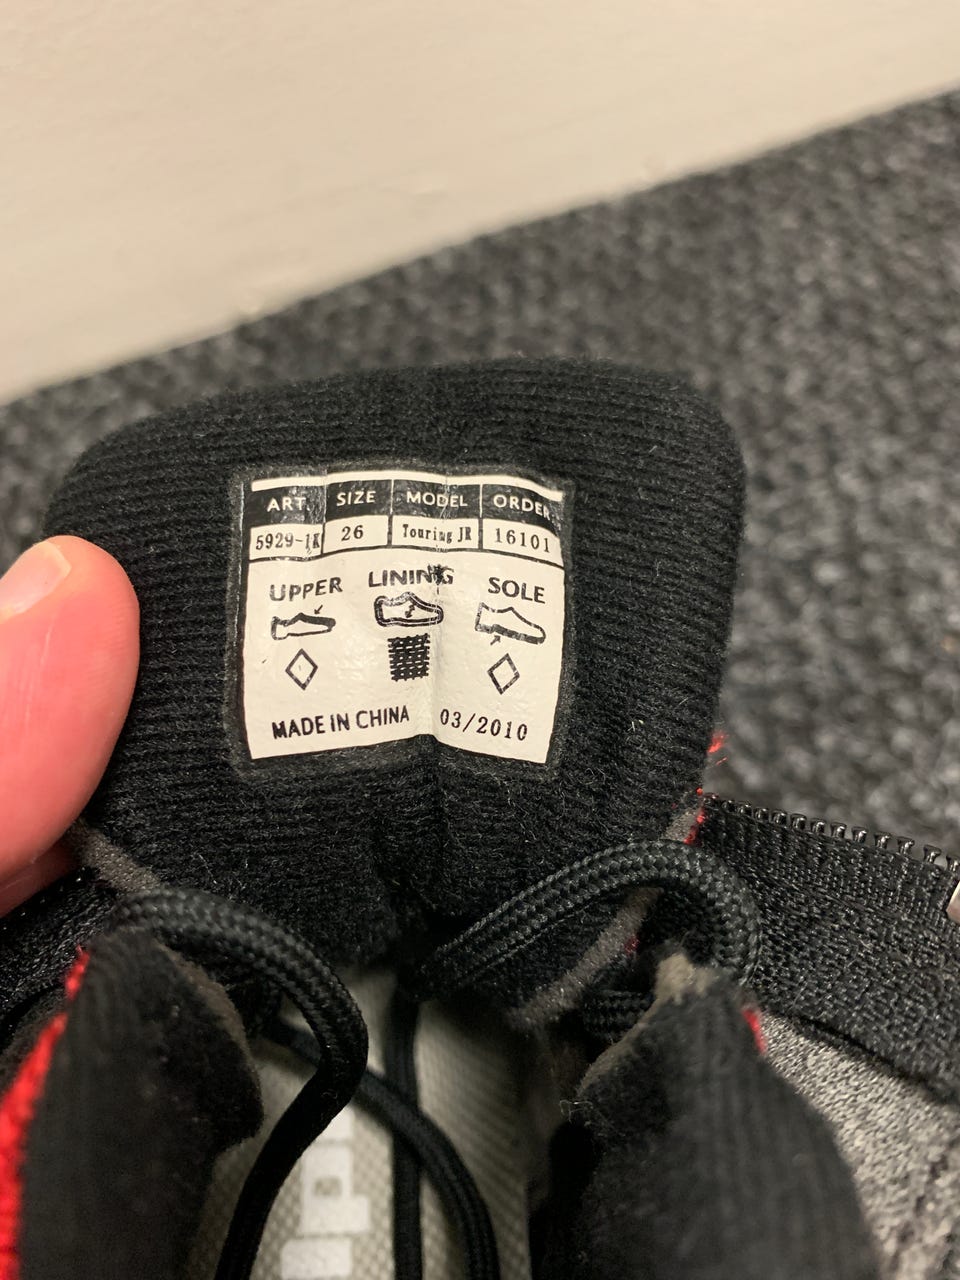 ART. SIZE MODEL ORDER
5929-1K 26 Touring JR 16101
UPPER LINING SOLE
MADE IN CHINA 03/2010